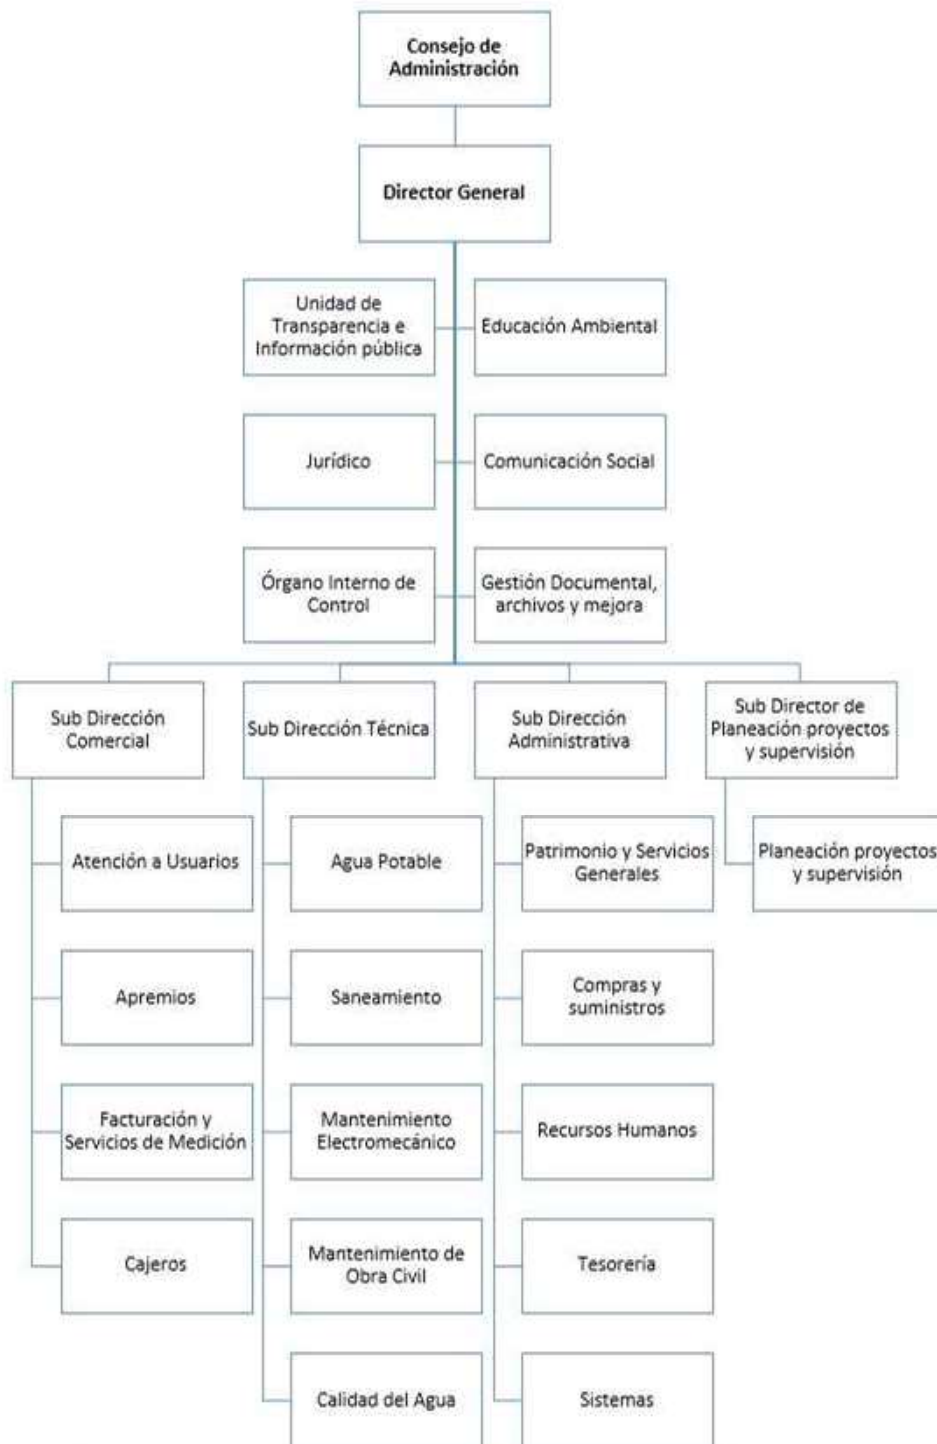 Consejo de
Administración
Director General
Unidad de
Transparencia e
Información pública
Educación Ambiental
Jurídico
Comunicación Social
Órgano Interno de
Control
Gestión Documental,
archivos y mejora
Sub Dirección
Comercial
Sub Dirección Técnica
Sub Dirección
Administrativa
Sub Director de
Planeación proyectos
y supervisión
Atención a Usuarios
Agua Potable
Patrimonio y Servicios
Generales
Planeación proyectos
y supervisión
Apremios
Saneamiento
Compras y
suministros
Facturación y
Servicios de Medición
Mantenimiento
Electromecánico
Recursos Humanos
Cajeros
Mantenimiento de
Obra Civil
Tesorería
Calidad del Agua
Sistemas